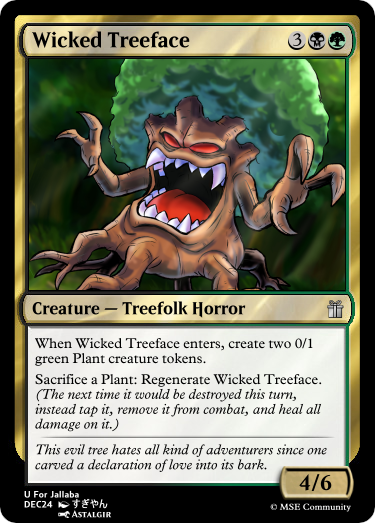 Wicked Treeface 3
Creature — Treefolk Horror
When Wicked Treeface enters, create two 0/1
green Plant creature tokens.
Sacrifice a Plant: Regenerate Wicked Treeface.
(The next time it would be destroyed this turn,
instead tap it, remove it from combat, and heal all
damage on it.)
This evil tree hates all kind of adventurers since one
carved a declaration of love into its bark.
4/6
U For Jallaba
DEC24 すぎやん
ASTALGIR
© MSE Community